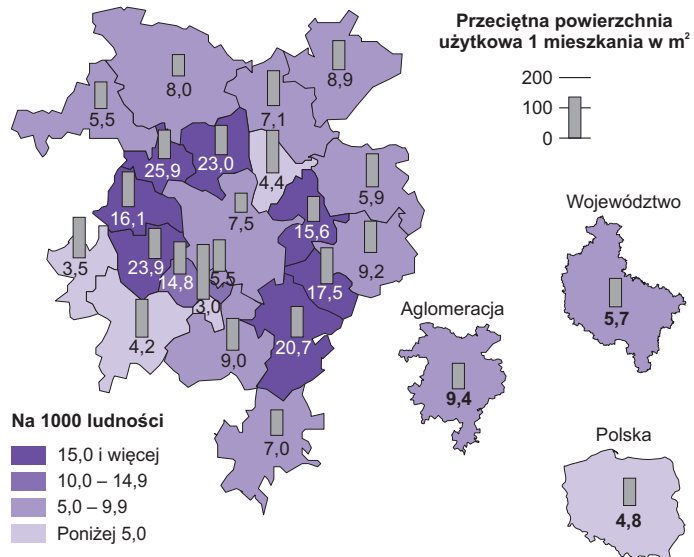 Przeciętna powierzchnia
użytkowa 1 mieszkania w m²
200
100
0
8,0
8,9
5,5
7,1
25,9
23,0
4,4
5,9
16,1
7,5
15,6
3,5
23,9
14,8
5,5
9,2
3,0
17,5
4,2
9,0
20,7
7,0
Województwo
5,7
Aglomeracja
9,4
Polska
4,8
Na 1000 ludności
15,0 i więcej
10,0 – 14,9
5,0 – 9,9
Poniżej 5,0